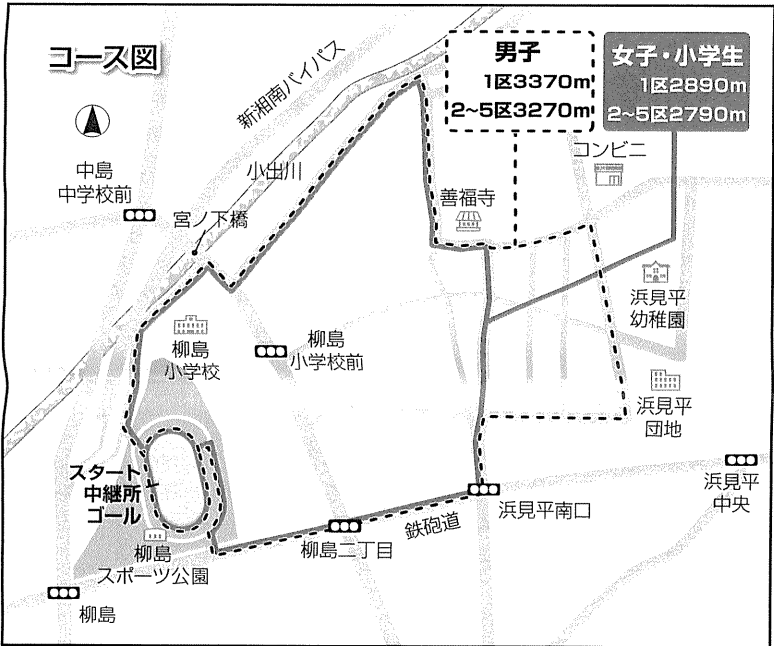 コース図
男子
1区3370m
2~5区3270m
女子・小学生
1区2890m
2~5区2790m
新湘南バイパス
小出川
中島
中学校前
宮ノ下橋
コンビニ
善福寺
浜見平
幼稚園
柳島
小学校
柳島
小学校前
浜見平
団地
スタート
中継所
ゴール
浜見平
中央
浜見平南口
鉄砲道
柳島二丁目
柳島
スポーツ公園
柳島